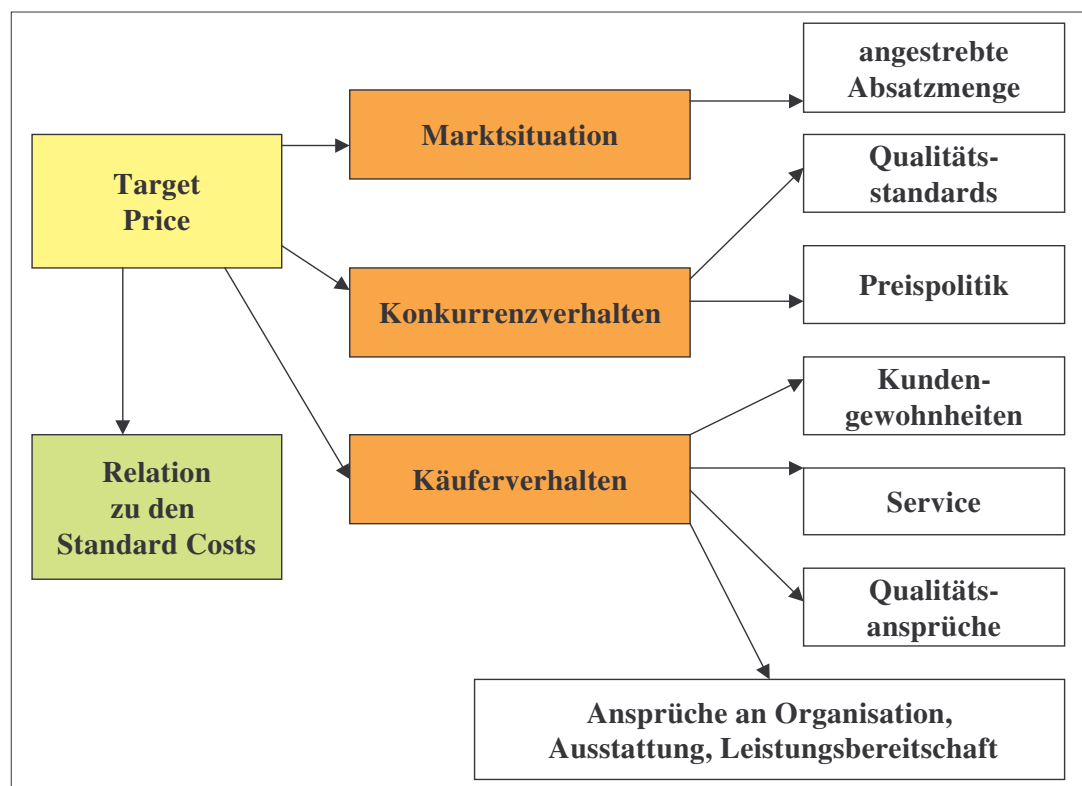 Target
Price
Relation
zu den
Standard Costs
Marktsituation
Konkurrenzverhalten
Käuferverhalten
angestrebte
Absatzmenge
Qualitäts-
standards
Preispolitik
Kunden-
gewohnheiten
Service
Qualitäts-
ansprüche
Ansprüche an Organisation,
Ausstattung, Leistungsbereitschaft